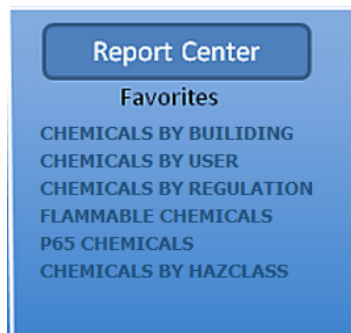 Report Center
Favorites
CHEMICALS BY BUILIDING
CHEMICALS BY USER
CHEMICALS BY REGULATION
FLAMMABLE CHEMICALS
P65 CHEMICALS
CHEMICALS BY HAZCLASS